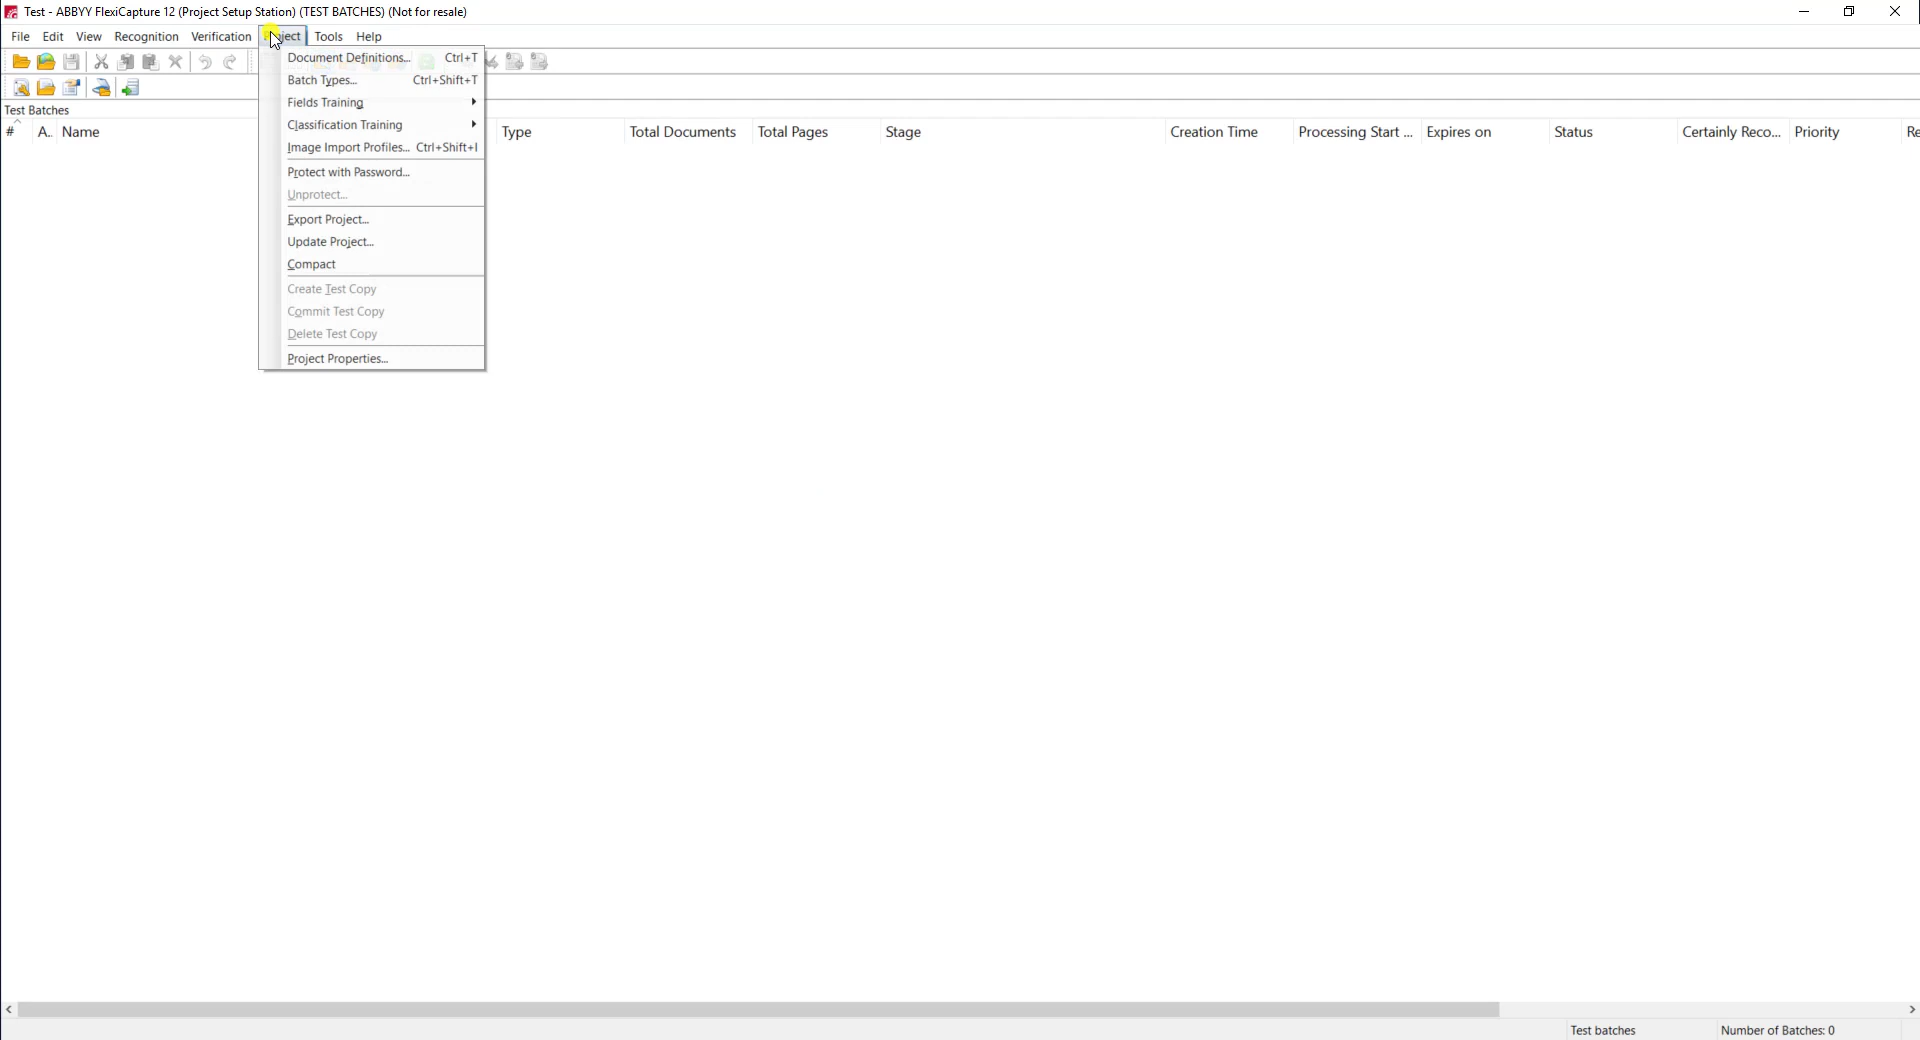 Test - ABBYY FlexiCapture 12 (Project Setup Station) (TEST BATCHES) (Not for resale)
File Edit View Recognition Verification Tools Help
Document Definitions... Ctrl+T
Batch Types... Ctrl+Shift+T
Fields Training
Classification Training
Image Import Profiles... Ctrl+Shift+I
Protect with Password...
Unprotect...
Export Project...
Update Project...
Compact
Create Test Copy
Commit Test Copy
Delete Test Copy
Project Properties...
Test Batches
# A.. Name Type Total Documents Total Pages Stage Creation Time Processing Start ... Expires on Status Certainly Reco... Priority Re
Test batches Number of Batches: 0